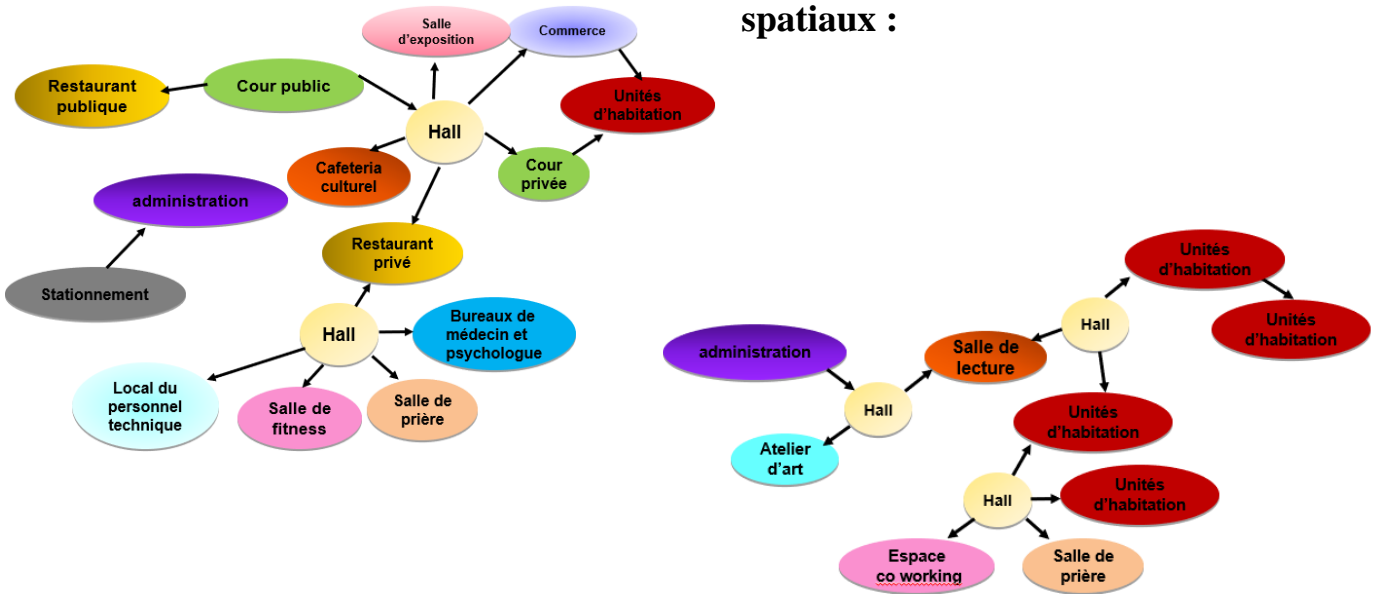 spatiaux :
Salle
d'exposition
Commerce
Restaurant
publique
Cour public
Unités
d'habitation
Hall
Cafeteria
culturel
Cour
privée
administration
Restaurant
privé
Stationnement
Hall
Bureaux de
médecin et
psychologue
Local du
personnel
technique
Salle de
fitness
Salle de
prière
Unités
d'habitation
Unités
d'habitation
Hall
administration
Salle de
lecture
Hall
Atelier
d'art
Unités
d'habitation
Hall
Unités
d'habitation
Espace
co working
Salle de
prière